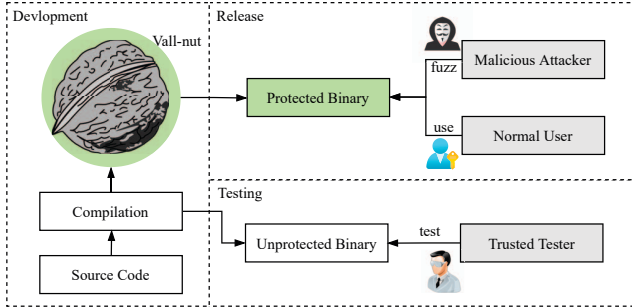 Devlopment
Vall-nut
Compilation
Source Code
Release
Protected Binary
fuzz
Malicious Attacker
use
Normal User
Testing
Unprotected Binary
test
Trusted Tester